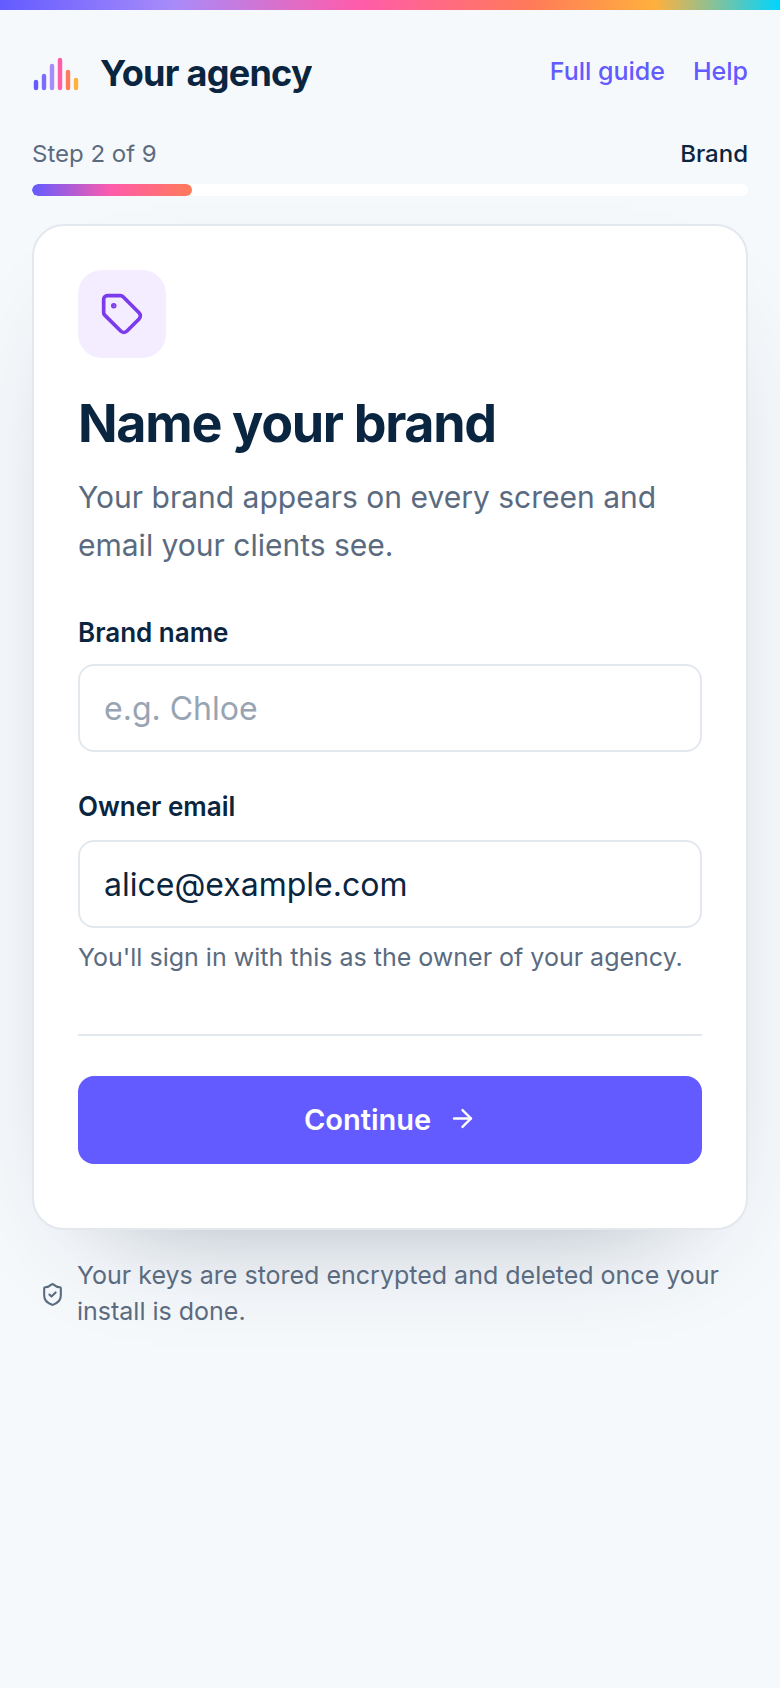 Your agency
Full guide
Help
Step 2 of 9
Brand
Name your brand
Your brand appears on every screen and
email your clients see.
Brand name
e.g. Chloe
Owner email
alice@example.com
You'll sign in with this as the owner of your agency.
Continue
Your keys are stored encrypted and deleted once your
install is done.